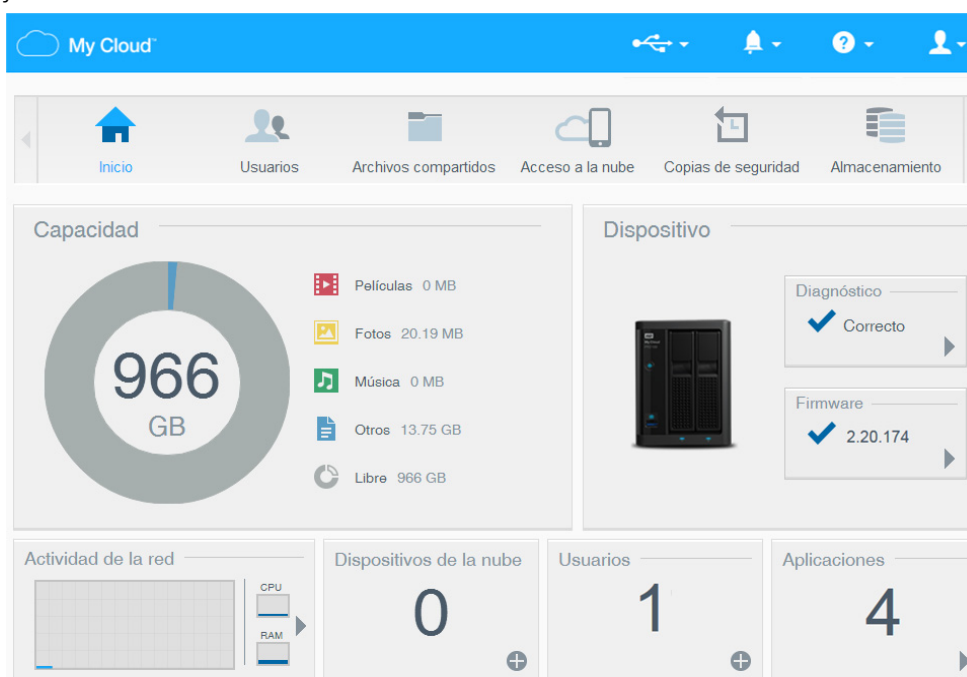 My Cloud™
Inicio
Usuarios
Archivos compartidos
Acceso a la nube
Copias de seguridad
Almacenamiento
Capacidad
966
GB
Películas 0 MB
Fotos 20.19 MB
Música 0 MB
Otros 13.75 GB
Libre 966 GB
Dispositivo
Diagnóstico
Correcto
Firmware
2.20.174
Actividad de la red
CPU
RAM
Dispositivos de la nube
0
Usuarios
1
Aplicaciones
4